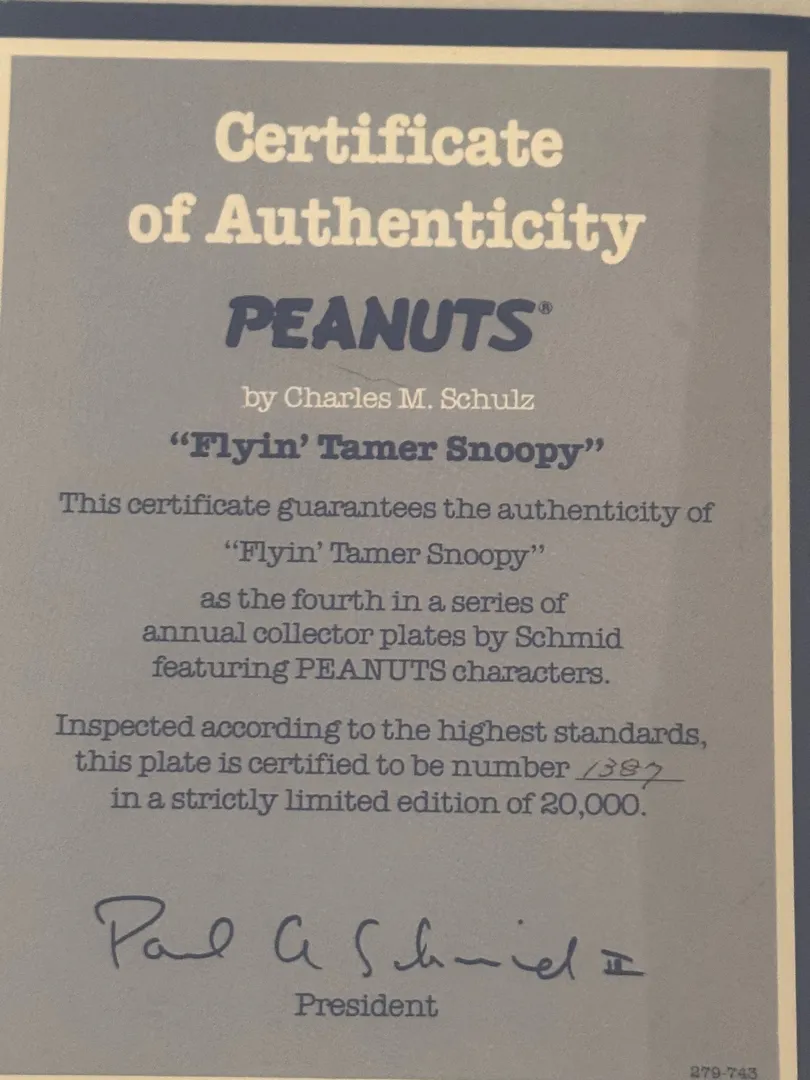 Certificate
of Authenticity
PEANUTS®
by Charles M. Schulz
“Flyin’ Tamer Snoopy”
This certificate guarantees the authenticity of
“Flyin’ Tamer Snoopy”
as the fourth in a series of
annual collector plates by Schmid
featuring PEANUTS characters.
Inspected according to the highest standards,
this plate is certified to be number 1387
in a strictly limited edition of 20,000.
Paul A Schmid III
President
279-743